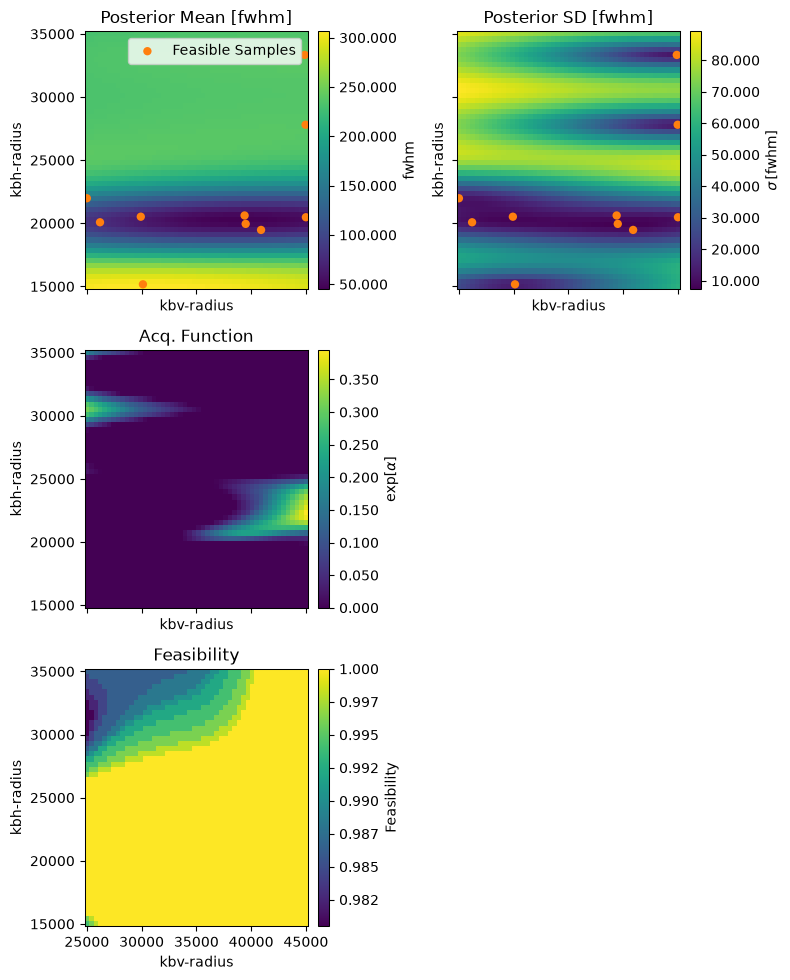 Posterior Mean [fwhm]
Posterior SD [fwhm]
Feasible Samples
35000
30000
25000
20000
15000
kbh-radius
kbv-radius
300.000
250.000
200.000
150.000
100.000
50.000
fwhm
kbh-radius
kbv-radius
80.000
70.000
60.000
50.000
40.000
30.000
20.000
10.000
σ [fwhm]
Acq. Function
35000
30000
25000
20000
15000
kbh-radius
kbv-radius
0.350
0.300
0.250
0.200
0.150
0.100
0.050
0.000
exp[α]
Feasibility
35000
30000
25000
20000
15000
kbh-radius
25000 30000 35000 40000 45000
kbv-radius
1.000
0.997
0.995
0.992
0.990
0.987
0.985
0.982
Feasibility